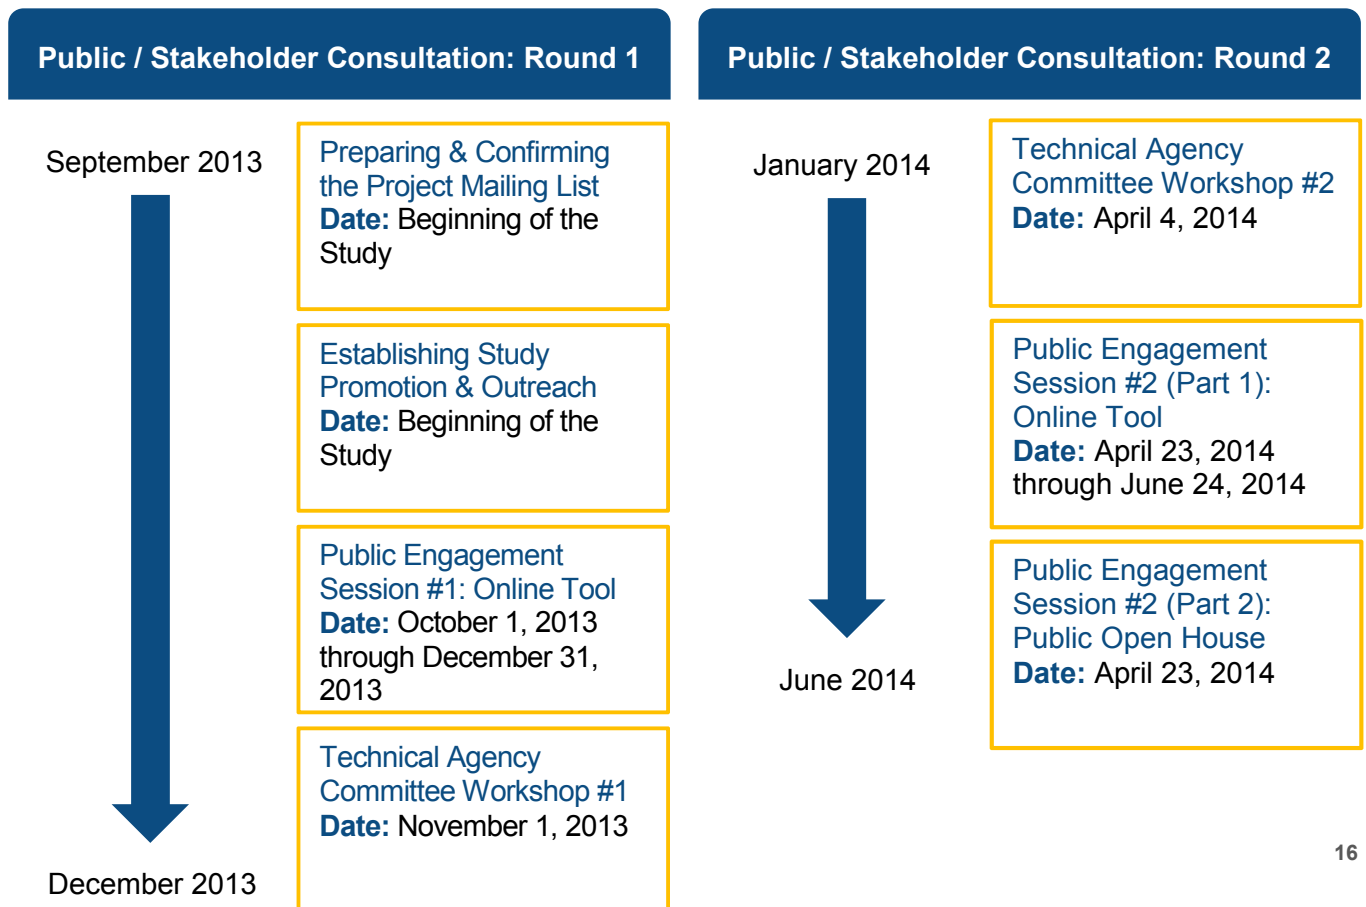 Public / Stakeholder Consultation: Round 1
September 2013
Preparing & Confirming
the Project Mailing List
Date: Beginning of the
Study
Establishing Study
Promotion & Outreach
Date: Beginning of the
Study
Public Engagement
Session #1: Online Tool
Date: October 1, 2013
through December 31,
2013
Technical Agency
Committee Workshop #1
Date: November 1, 2013
December 2013
Public / Stakeholder Consultation: Round 2
January 2014
Technical Agency
Committee Workshop #2
Date: April 4, 2014
Public Engagement
Session #2 (Part 1):
Online Tool
Date: April 23, 2014
through June 24, 2014
Public Engagement
Session #2 (Part 2):
Public Open House
Date: April 23, 2014
June 2014
16